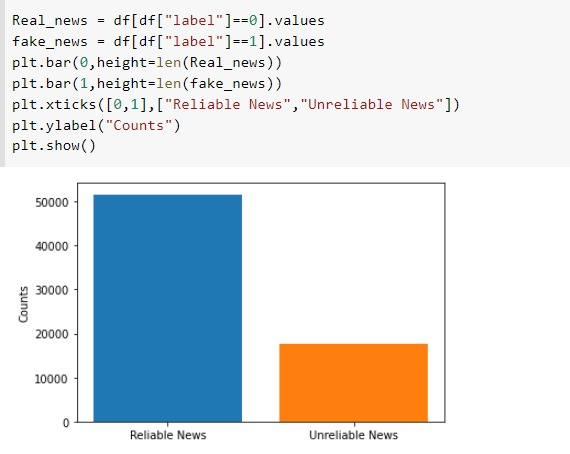 Real_news = df[df["label"]==0].values
fake_news = df[df["label"]==1].values
plt.bar(0,height=len(Real_news))
plt.bar(1,height=len(fake_news))
plt.xticks([0,1],["Reliable News","Unreliable News"])
plt.ylabel("Counts")
plt.show()
50000
40000
30000
Counts
20000
10000
0
Reliable News Unreliable News